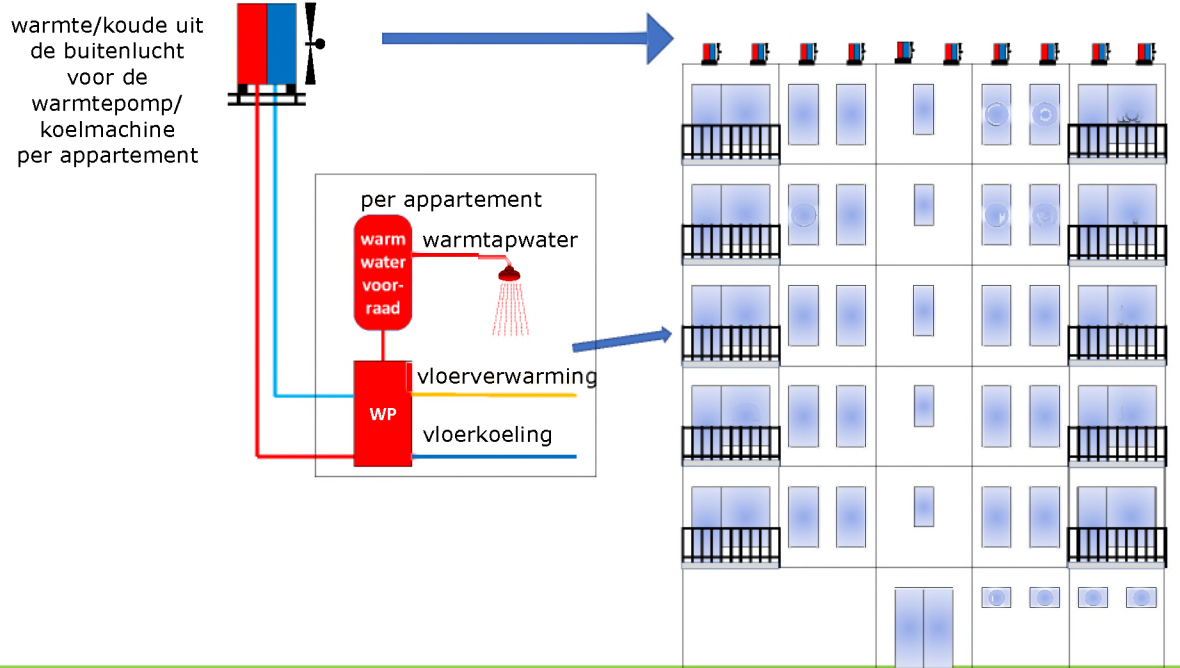 warmte/koude uit
de buitenlucht
voor de
warmtepomp/
koelmachine
per appartement
per appartement
warm
water
voor-
raad
warmtapwater
WP
vloerverwarming
vloerkoeling